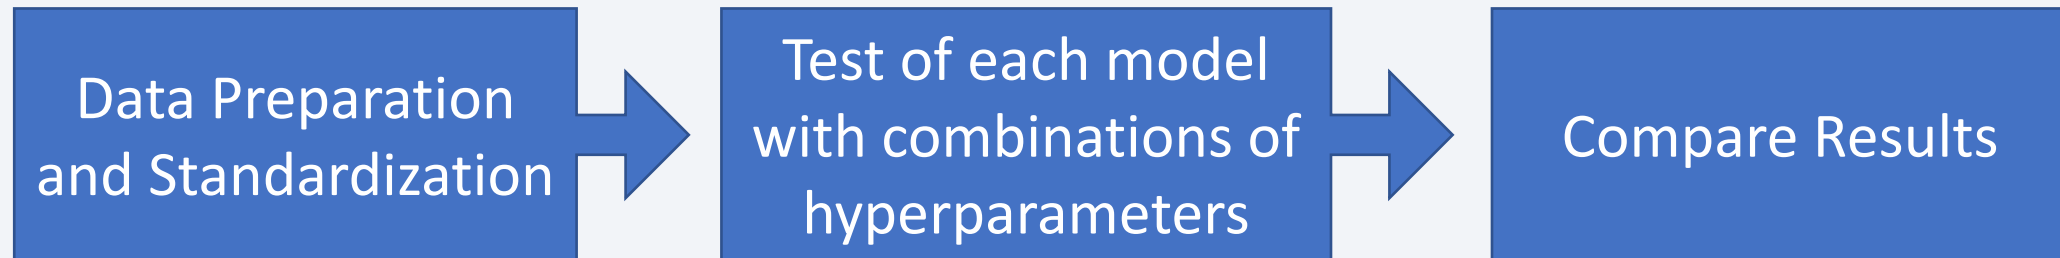 Data Preparation
and Standardization
Test of each model
with combinations of
hyperparameters
Compare Results